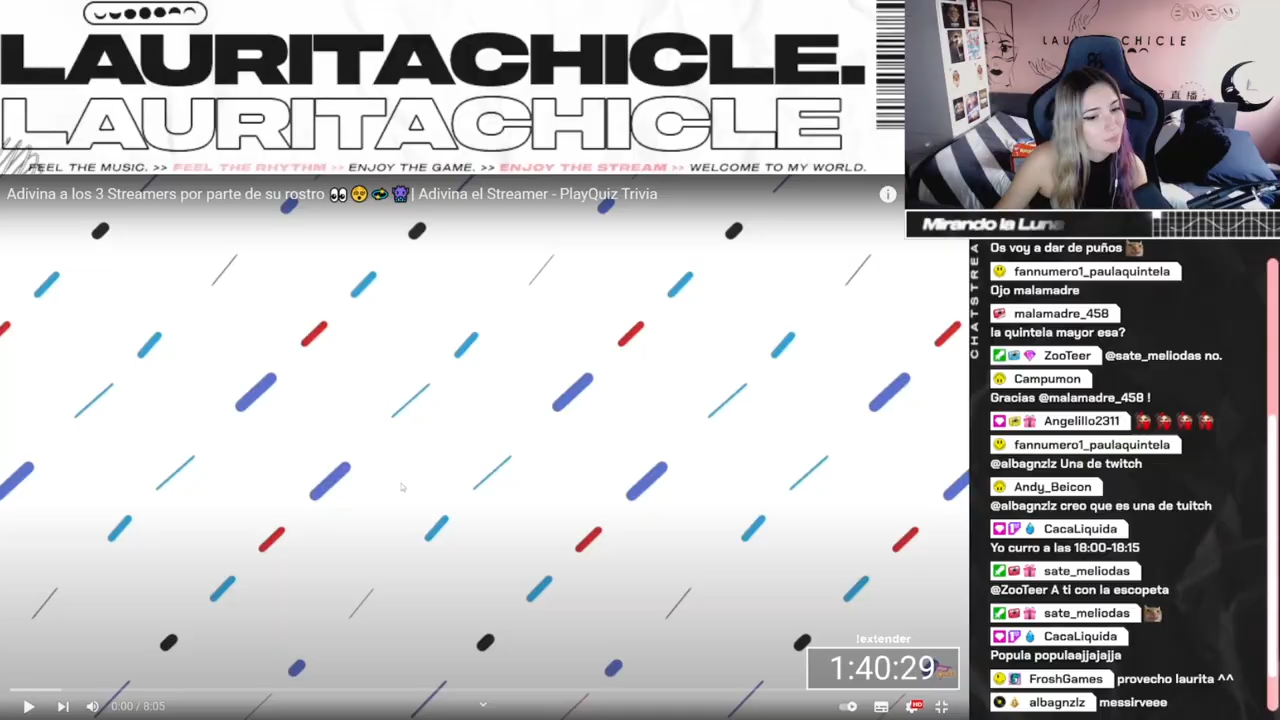 LAURITACHICLE.
LAURITACHICLE
FEEL THE MUSIC. >> FEEL THE RHYTHM >> ENJOY THE GAME. >> ENJOY THE STREAM >> WELCOME TO MY WORLD.
Adivina a los 3 Streamers por parte de su rostro 👀😵🔄👾| Adivina el Streamer - PlayQuiz Trivia
Mirando la Luna
CHATSTREA
Os voy a dar de puños
fannumero1_paulaquintela
Ojo malamadre
malamadre_458
la quintela mayor esa?
ZooTeer @sate_meliodas no.
Campumon
Gracias @malamadre_458 !
Angelillo2311
fannumero1_paulaquintela
@albagnzlz Una de twitch
Andy_Beicon
@albagnzlz creo que es una de tuitch
CacaLiquida
Yo curro a las 18:00-18:15
sate_meliodas
@ZooTeer A ti con la escopeta
sate_meliodas
CacaLiquida
Popula populaajjajajja
FroshGames provecho laurita ^^
albagnzlz messirveee
!extender
1:40:29
0:00 / 8:05
HD